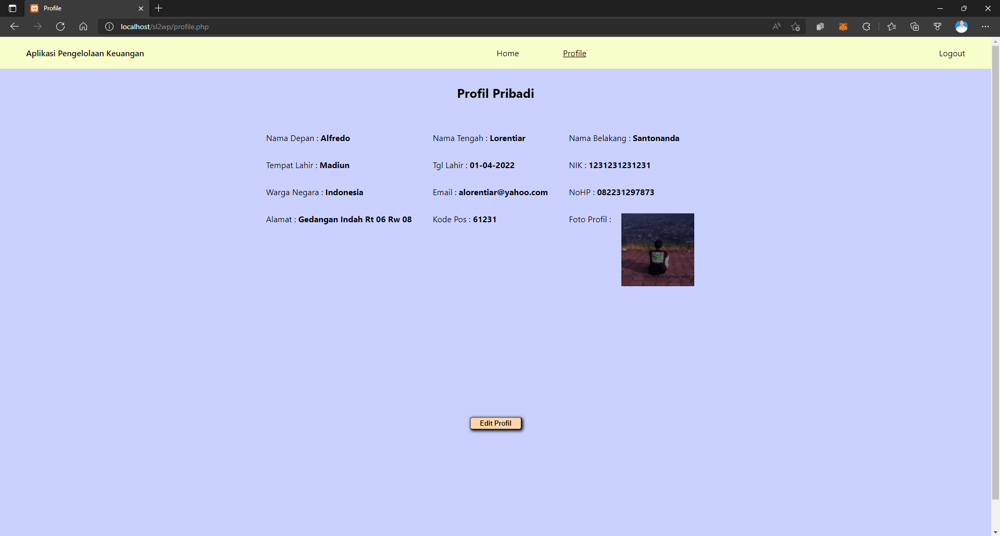 Profile
localhost/sl2wp/profile.php
Aplikasi Pengelolaan Keuangan Home Profile Logout
Profil Pribadi
Nama Depan : Alfredo Nama Tengah : Lorentiar Nama Belakang : Santonanda
Tempat Lahir : Madiun Tgl Lahir : 01-04-2022 NIK : 1231231231231
Warga Negara : Indonesia Email : alorentiar@yahoo.com NoHP : 082231297873
Alamat : Gedangan Indah Rt 06 Rw 08 Kode Pos : 61231 Foto Profil :
Edit Profil